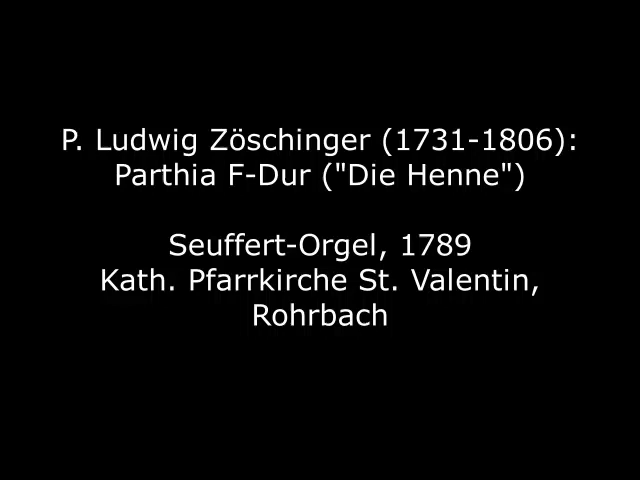 P. Ludwig Zöschinger (1731-1806):
Parthia F-Dur ("Die Henne")
Seuffert-Orgel, 1789
Kath. Pfarrkirche St. Valentin,
Rohrbach